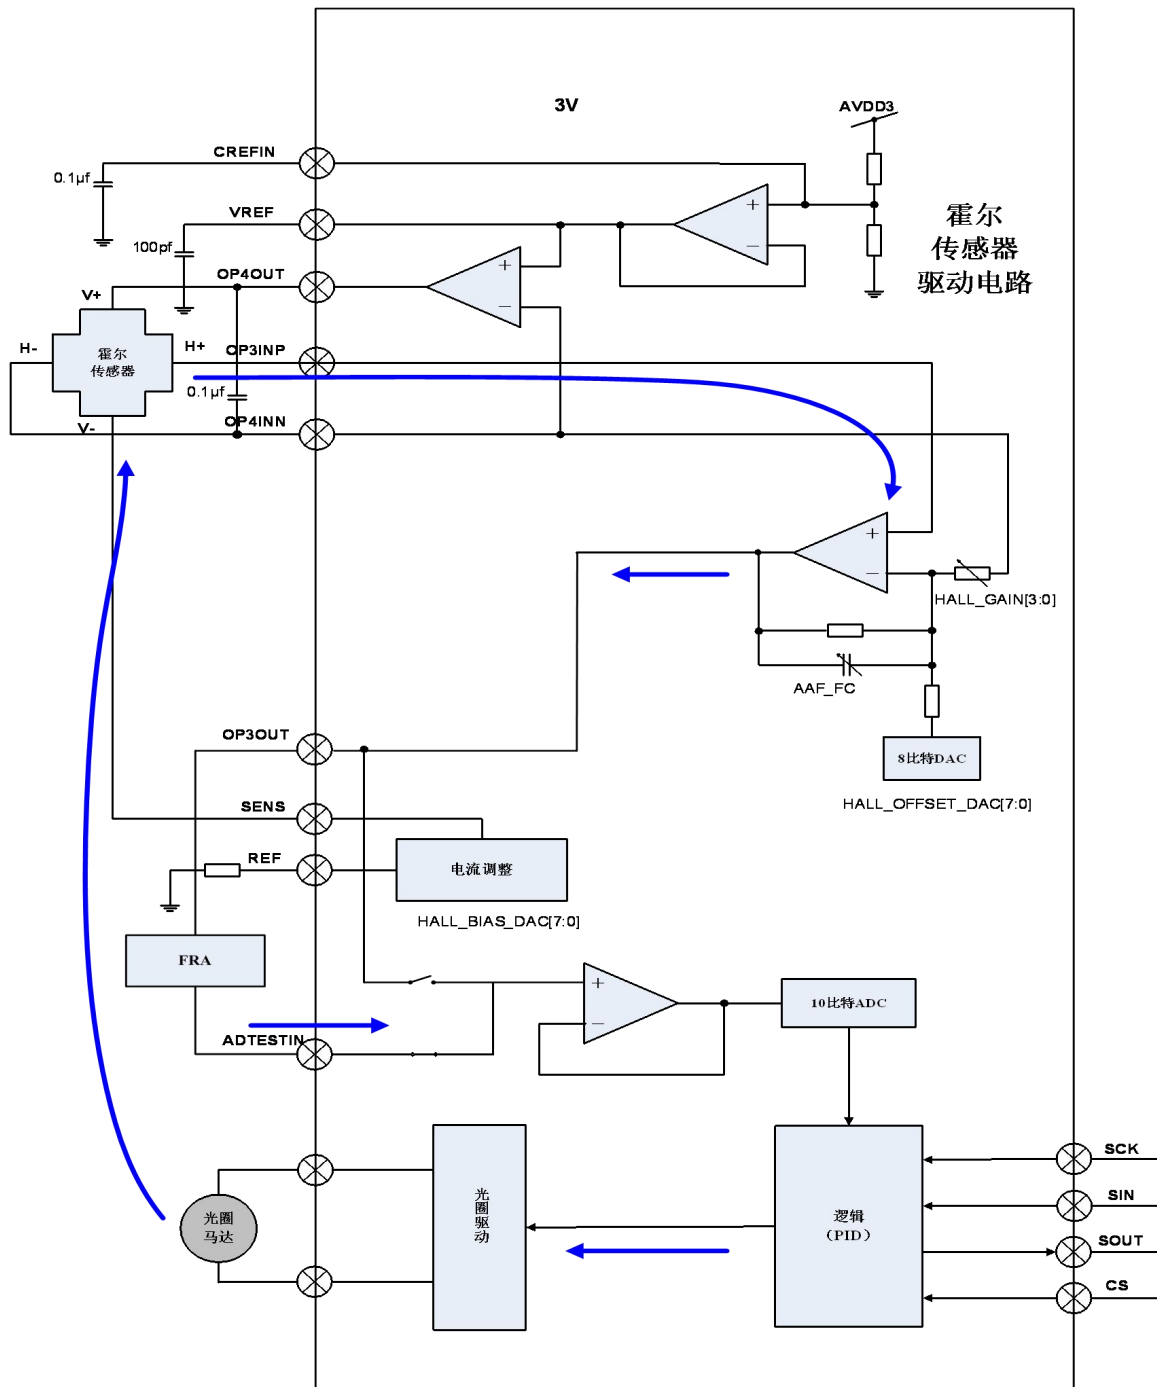 3V
AVDD3
CREFIN
0.1μf
VREF
100pf
霍尔
传感器
驱动电路
OP4OUT
V+
H-
霍尔
传感器
H+
OP3INP
0.1μf
OP4INN
V-
+
−
+
−
+
−
HALL_GAIN[3:0]
AAF_FC
8比特DAC
HALL_OFFSET_DAC[7:0]
OP3OUT
SENS
REF
电流调整
HALL_BIAS_DAC[7:0]
FRA
+
−
10比特ADC
ADTESTIN
光圈驱动
光圈
马达
逻辑
（PID）
SCK
SIN
SOUT
CS